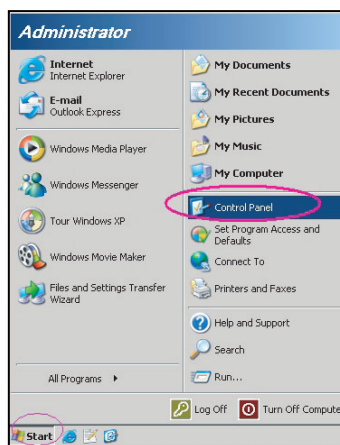 Administrator
Internet
Internet Explorer
E-mail
Outlook Express
Windows Media Player
Windows Messenger
Tour Windows XP
Windows Movie Maker
Files and Settings Transfer
Wizard
All Programs
My Documents
My Recent Documents
My Pictures
My Music
My Computer
Control Panel
Set Program Access and
Defaults
Connect To
Printers and Faxes
Help and Support
Search
Run...
Log Off
Turn Off Compute
Start